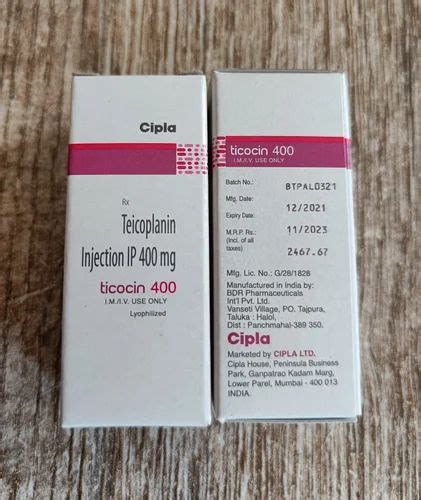 Cipla
Rx
Teicoplanin
Injection IP 400 mg
ticocin 400
I.M./I.V. USE ONLY
Lyophilized
ticocin 400
I.M./I.V. USE ONLY
Batch No.: BTPAL0321
Mfg. Date: 12/2021
Expiry Date: 11/2023
M.R.P. Rs.: 2467.67
(Incl. of all
taxes)
Mfg. Lic. No.: G/28/1828
Manufactured in India by:
BDR Pharmaceuticals
Int'l Pvt. Ltd.
Vanseti Village, PO. Tajpura,
Taluka : Halol,
Dist : Panchmahal-389 350.
Cipla
Marketed by CIPLA LTD.
Cipla House, Peninsula Business
Park, Ganpatrao Kadam Marg,
Lower Parel, Mumbai - 400 013
INDIA.